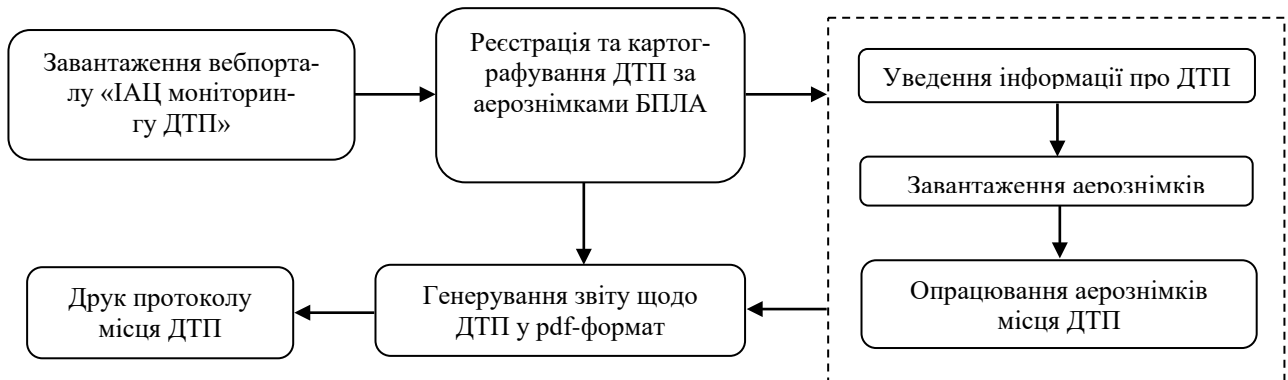 Завантаження вебпорта-
лу «ІАЦ моніторин-
гу ДТП»
Реєстрація та картог-
рафування ДТП за
аерознімками БПЛА
Уведення інформації про ДТП
Завантаження аерознімків
Опрацювання аерознімків
місця ДТП
Генерування звіту щодо
ДТП у pdf-формат
Друк протоколу
місця ДТП